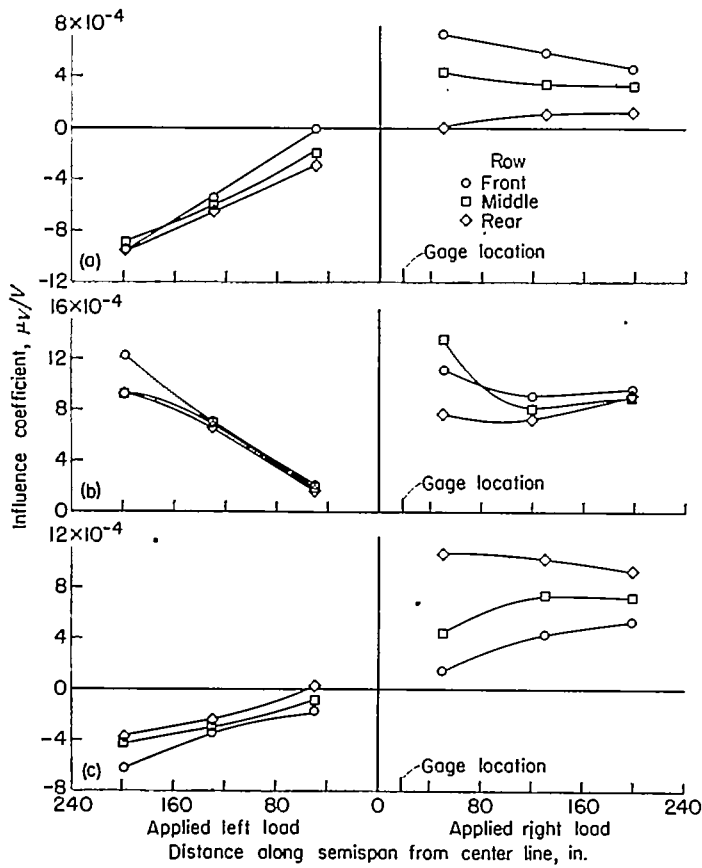 8×10-4
4
0
-4
-8
-12
(a)
Row
Front
Middle
Rear
Gage location
16×10-4
12
8
4
0
(b)
Gage location
Influence coefficient, μv/V
12×10-4
8
4
0
-4
-8
(c)
Gage location
240 160 80 0 80 160 240
Applied left load Applied right load
Distance along semispan from center line, in.